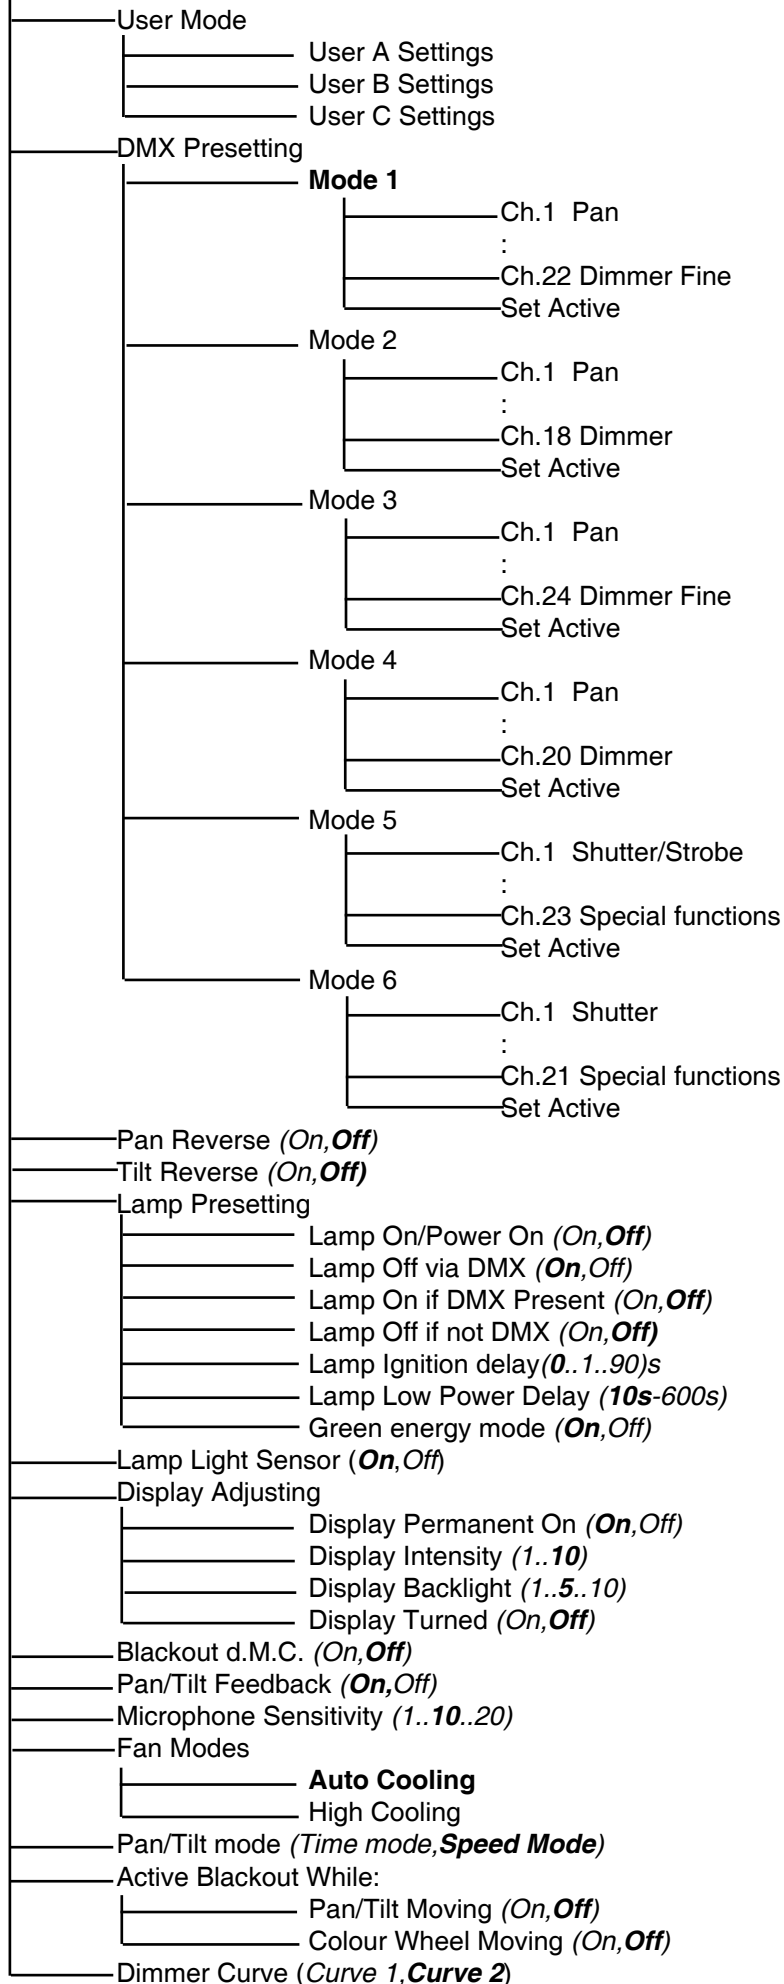 User Mode
User A Settings
User B Settings
User C Settings
DMX Presetting
Mode 1
Ch.1 Pan
:
Ch.22 Dimmer Fine
Set Active
Mode 2
Ch.1 Pan
:
Ch.18 Dimmer
Set Active
Mode 3
Ch.1 Pan
:
Ch.24 Dimmer Fine
Set Active
Mode 4
Ch.1 Pan
:
Ch.20 Dimmer
Set Active
Mode 5
Ch.1 Shutter/Strobe
:
Ch.23 Special functions
Set Active
Mode 6
Ch.1 Shutter
:
Ch.21 Special functions
Set Active
Pan Reverse (On,Off)
Tilt Reverse (On,Off)
Lamp Presetting
Lamp On/Power On (On,Off)
Lamp Off via DMX (On,Off)
Lamp On if DMX Present (On,Off)
Lamp Off if not DMX (On,Off)
Lamp Ignition delay(0..1..90)s
Lamp Low Power Delay (10s-600s)
Green energy mode (On,Off)
Lamp Light Sensor (On,Off)
Display Adjusting
Display Permanent On (On,Off)
Display Intensity (1..10)
Display Backlight (1..5..10)
Display Turned (On,Off)
Blackout d.M.C. (On,Off)
Pan/Tilt Feedback (On,Off)
Microphone Sensitivity (1..10..20)
Fan Modes
Auto Cooling
High Cooling
Pan/Tilt mode (Time mode,Speed Mode)
Active Blackout While:
Pan/Tilt Moving (On,Off)
Colour Wheel Moving (On,Off)
Dimmer Curve (Curve 1,Curve 2)